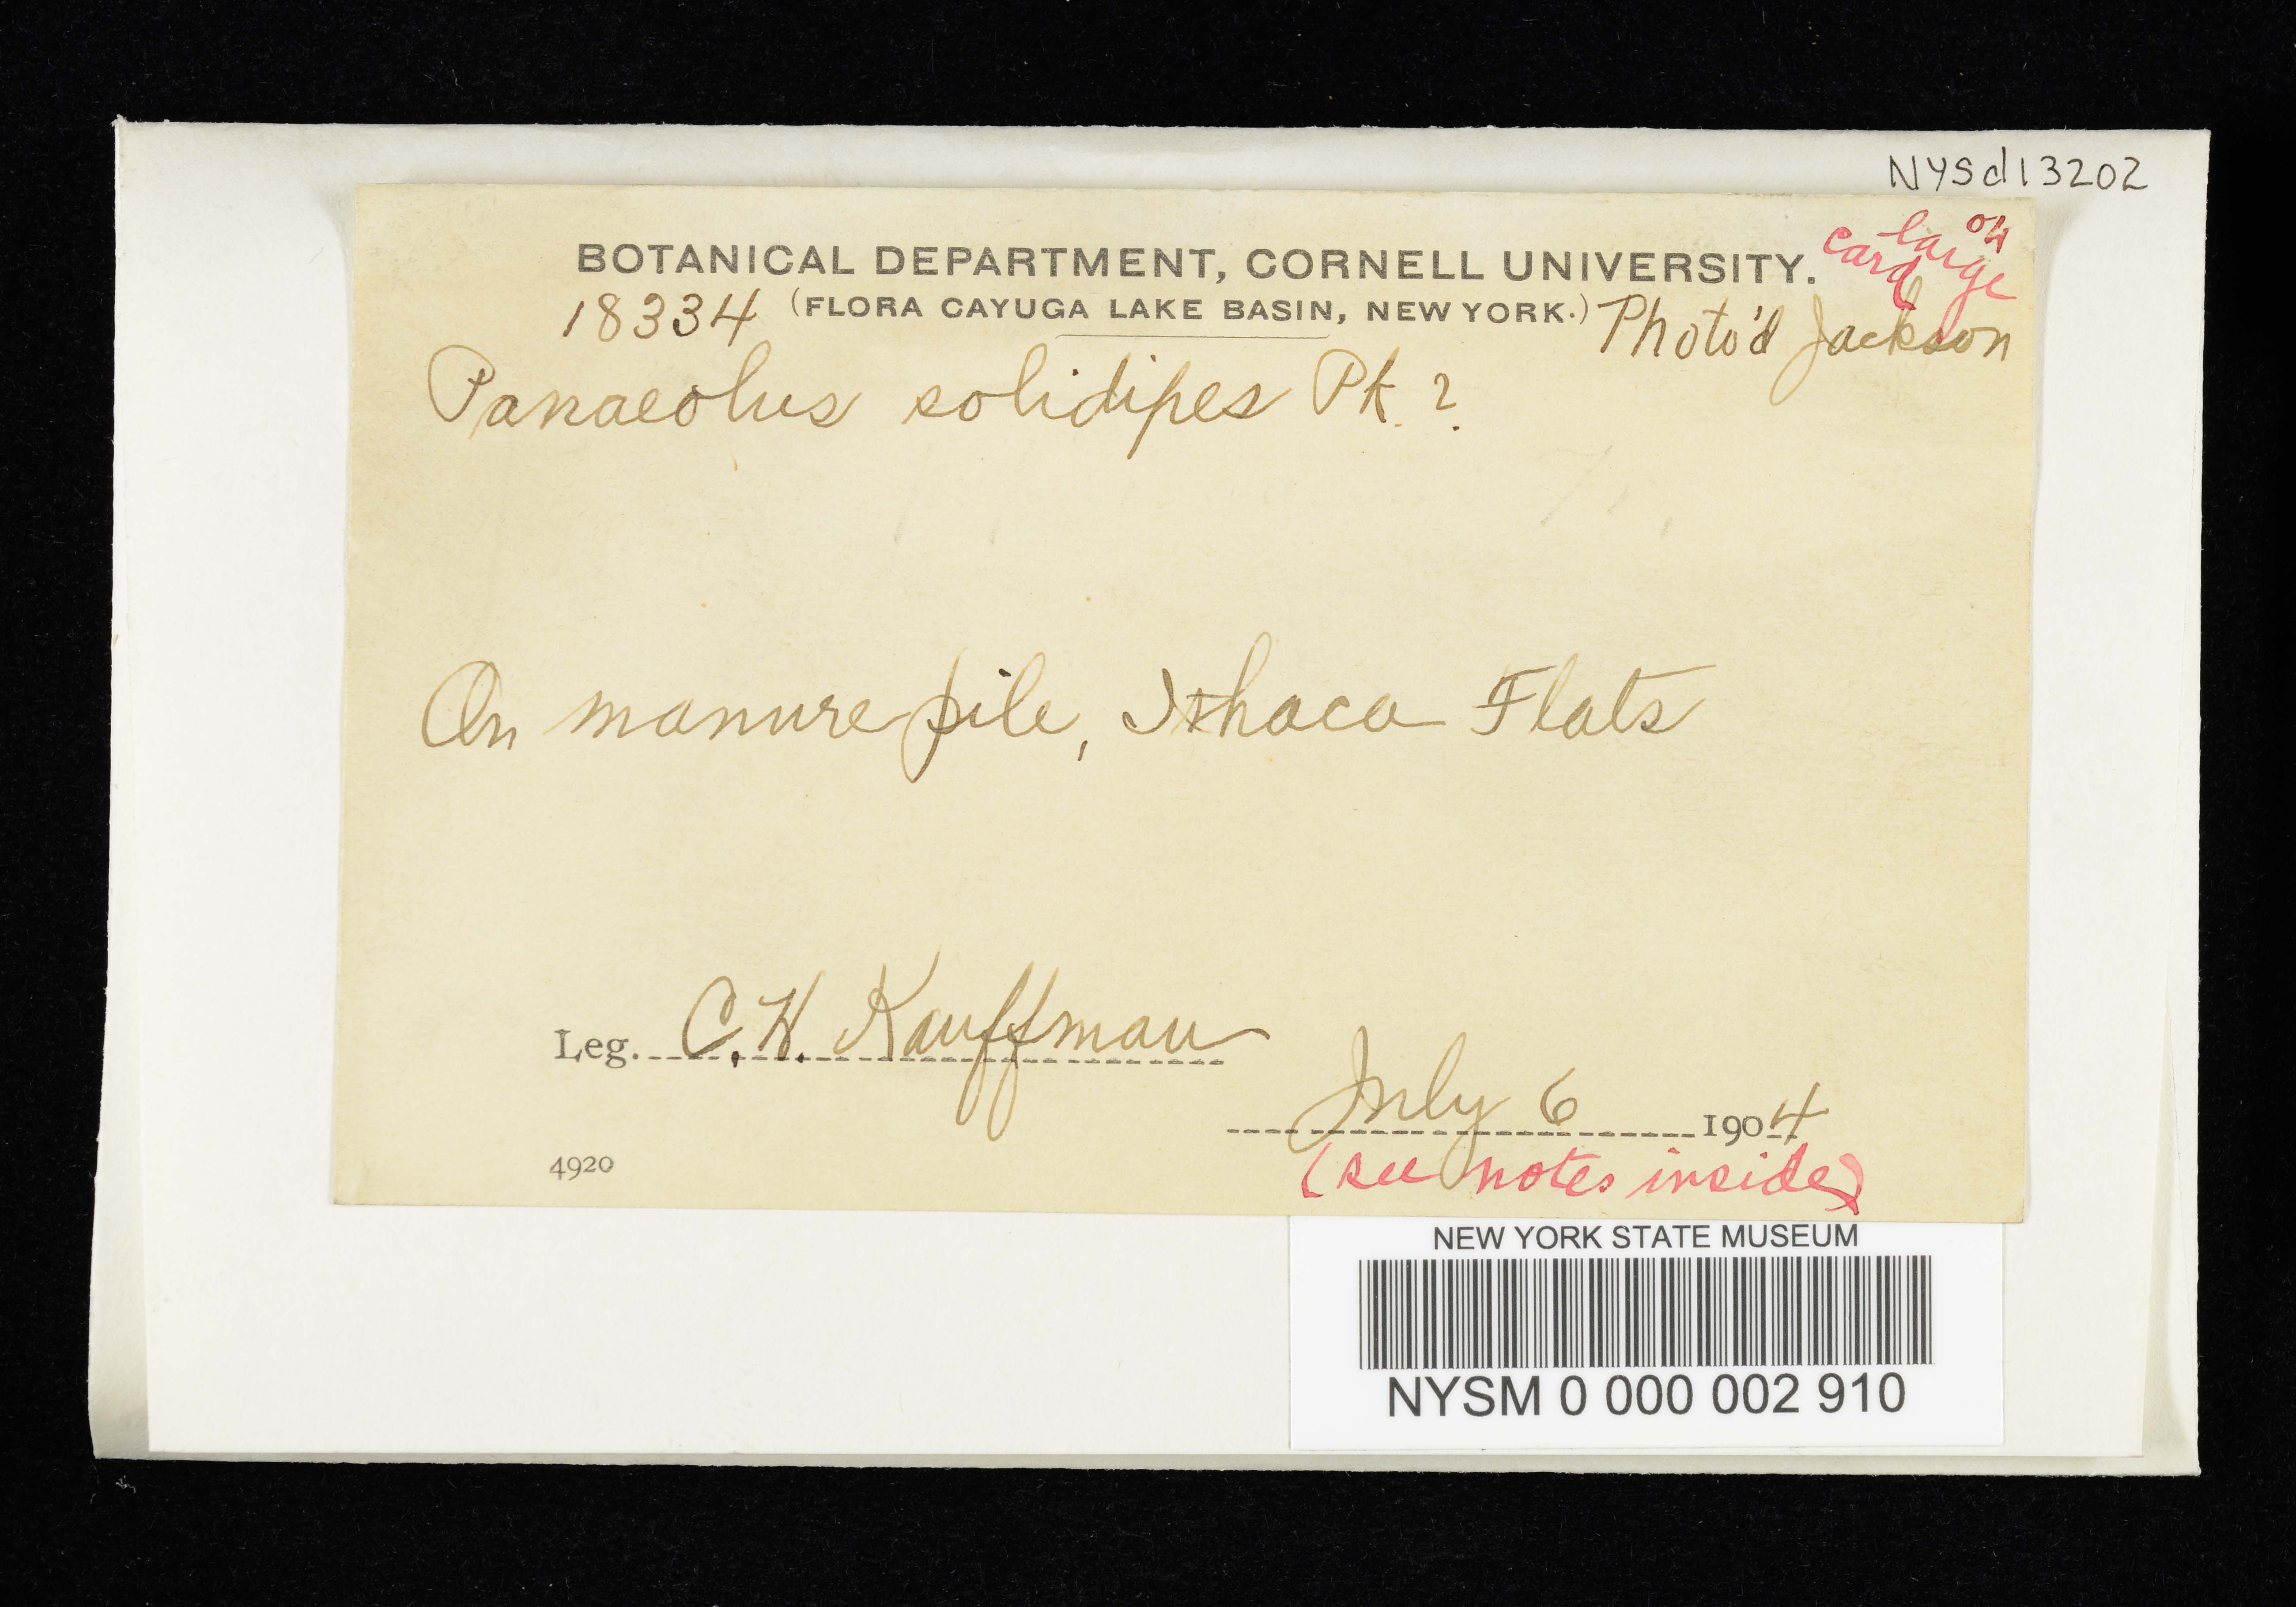 NYSd13202
on
large
card
BOTANICAL DEPARTMENT, CORNELL UNIVERSITY.
18334 (FLORA CAYUGA LAKE BASIN, NEW YORK.) Photo'd Jackson
Panaeolus solidipes Pk. ?
On manure pile, Ithaca Flats
Leg. C. H. Kauffman
July 6 1904
(see notes inside)
4920
NEW YORK STATE MUSEUM
NYSM 0 000 002 910